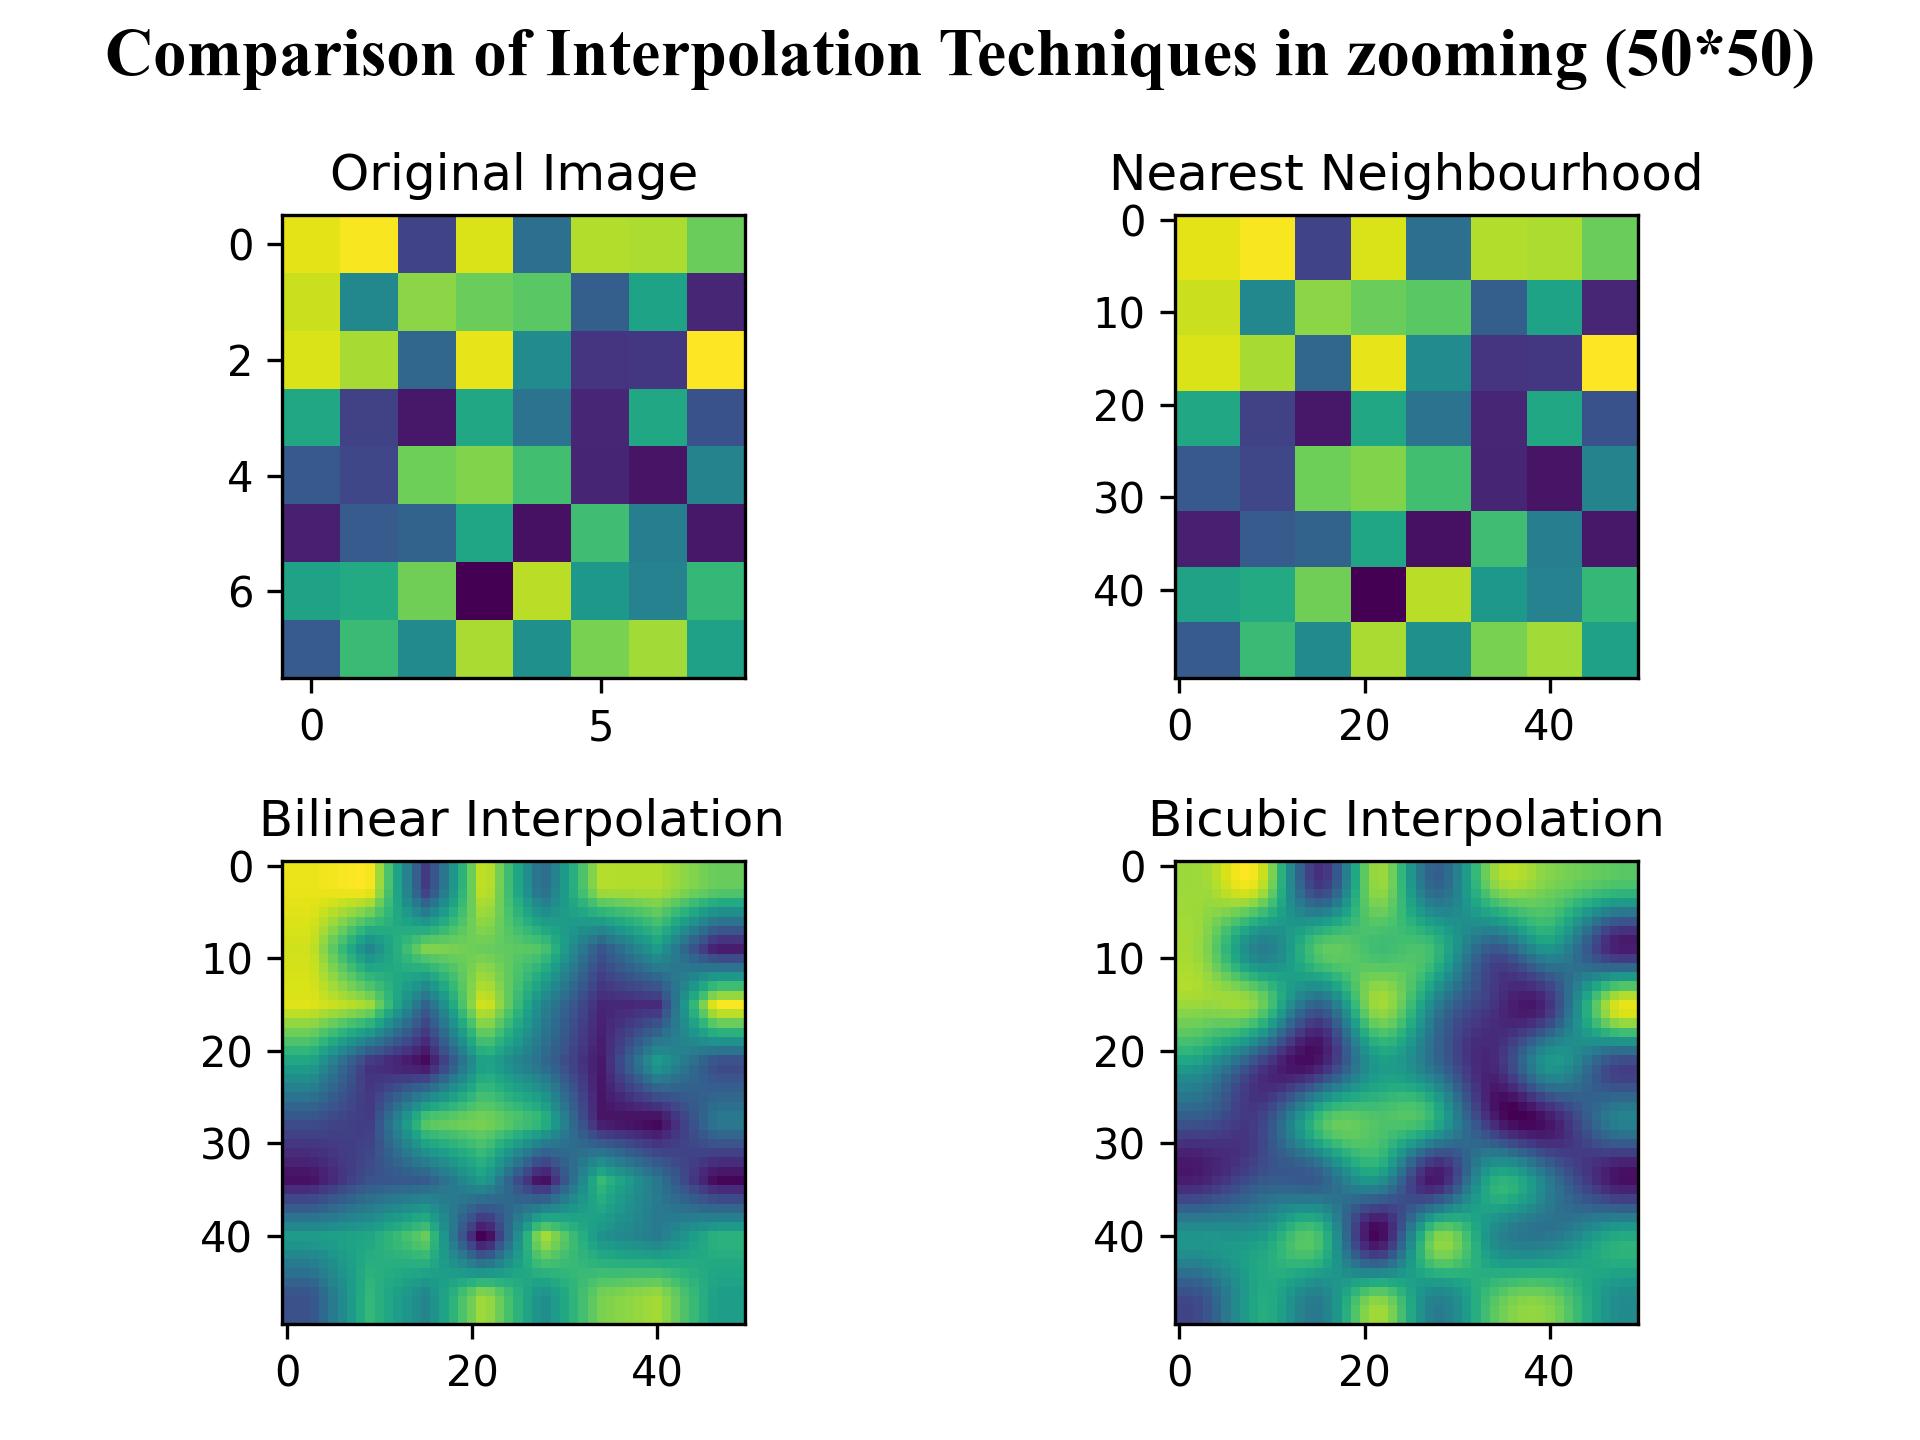 Comparison of Interpolation Techniques in zooming (50*50)
Original Image
0
2
4
6
0 5
Nearest Neighbourhood
0
10
20
30
40
0 20 40
Bilinear Interpolation
0
10
20
30
40
0 20 40
Bicubic Interpolation
0
10
20
30
40
0 20 40